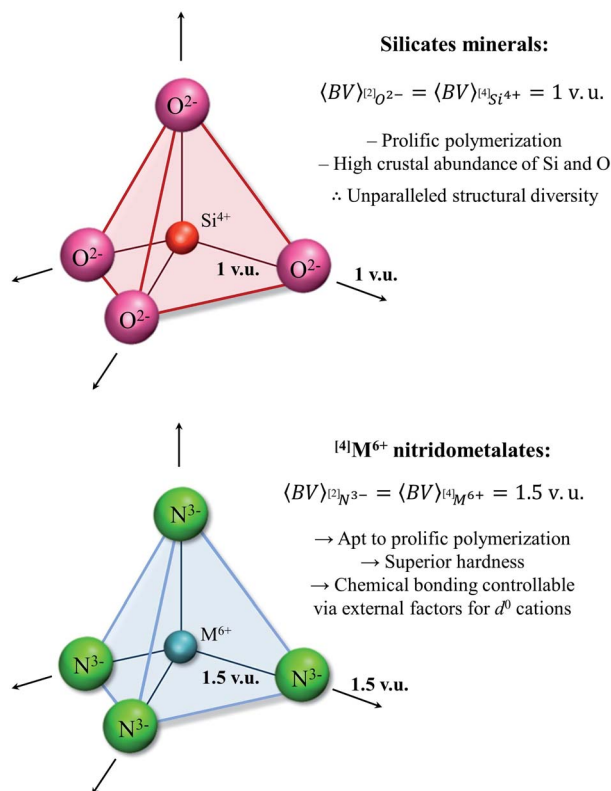 Silicates minerals:
⟨BV⟩[2]O2− = ⟨BV⟩[4]Si4+ = 1 v. u.
– Prolific polymerization
– High crustal abundance of Si and O
∴ Unparalleled structural diversity
O2-
Si4+
O2-
1 v.u.
O2-
1 v.u.
O2-
[4]M6+ nitridometalates:
⟨BV⟩[2]N3− = ⟨BV⟩[4]M6+ = 1.5 v. u.
→ Apt to prolific polymerization
→ Superior hardness
→ Chemical bonding controllable
via external factors for d0 cations
N3-
M6+
N3-
1.5 v.u.
N3-
1.5 v.u.
N3-